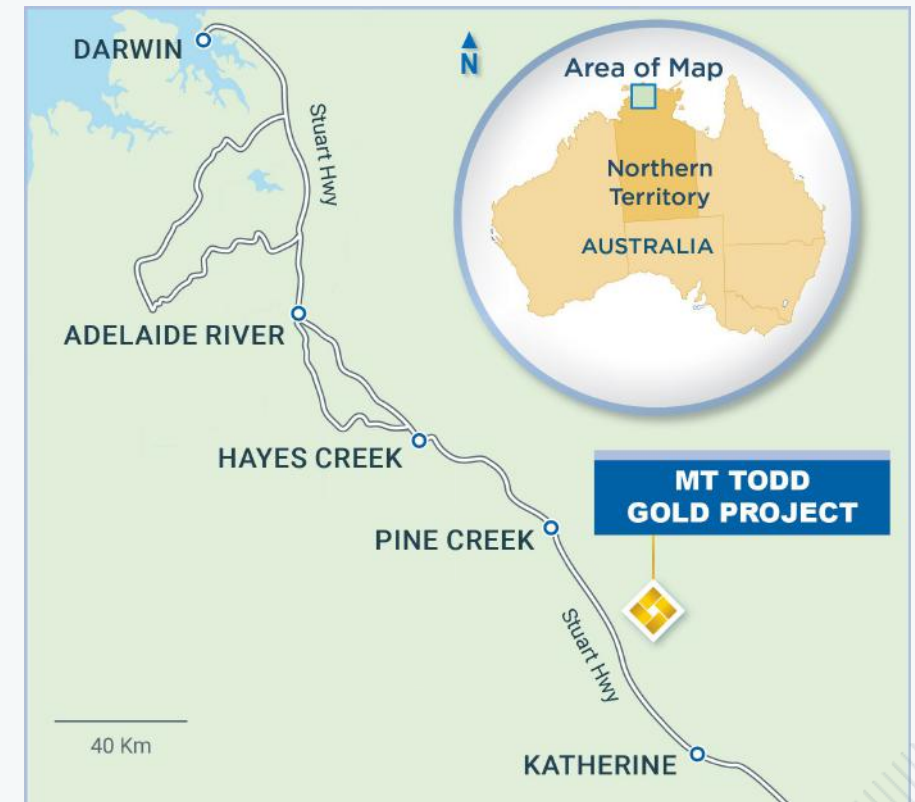 DARWIN
N
Area of Map
Northern
Territory
AUSTRALIA
Stuart Hwy
ADELAIDE RIVER
HAYES CREEK
MT TODD
GOLD PROJECT
PINE CREEK
Stuart Hwy
40 Km
KATHERINE